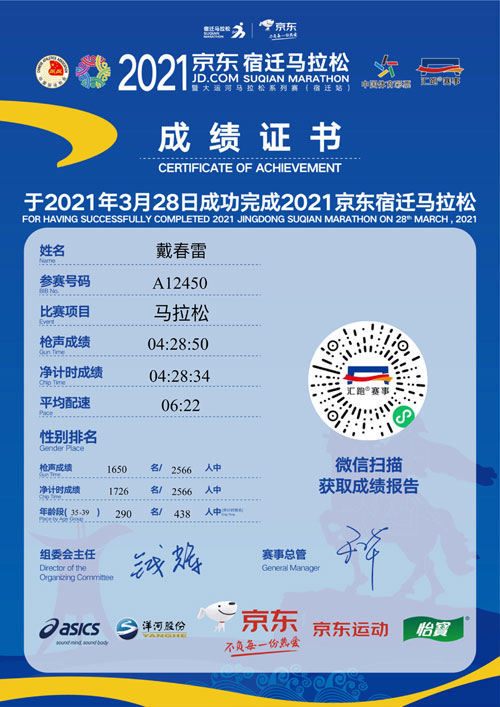 宿迁马拉松
SUQIAN MARATHON
京东
不负每一份热爱
2021 京东 宿迁马拉松
JD.COM SUQIAN MARATHON
暨大运河马拉松系列赛（宿迁站）
中国体育彩票
汇跑®赛事
成绩证书
CERTIFICATE OF ACHIEVEMENT
于2021年3月28日成功完成2021京东宿迁马拉松
FOR HAVING SUCCESSFULLY COMPLETED 2021 JINGDONG SUQIAN MARATHON ON 28th MARCH , 2021
姓名 戴春雷
Name
参赛号码 A12450
BIB No.
比赛项目 马拉松
Event
枪声成绩 04:28:50
Gun Time
净计时成绩 04:28:34
Chip Time
平均配速 06:22
Pace
性别排名
Gender Place
枪声成绩 1650 名/ 2566 人中
Gun Time
净计时成绩 1726 名/ 2566 人中
Chip Time
年龄段( 35-39 ) 290 名/ 438 人中
Place by Age Group
汇跑®赛事
微信扫描
获取成绩报告
组委会主任
Director of the
Organizing Committee
赛事总管
General Manager
asics
sound mind, sound body
洋河股份
YANGHE
京东
不负每一份热爱
京东运动
怡寶